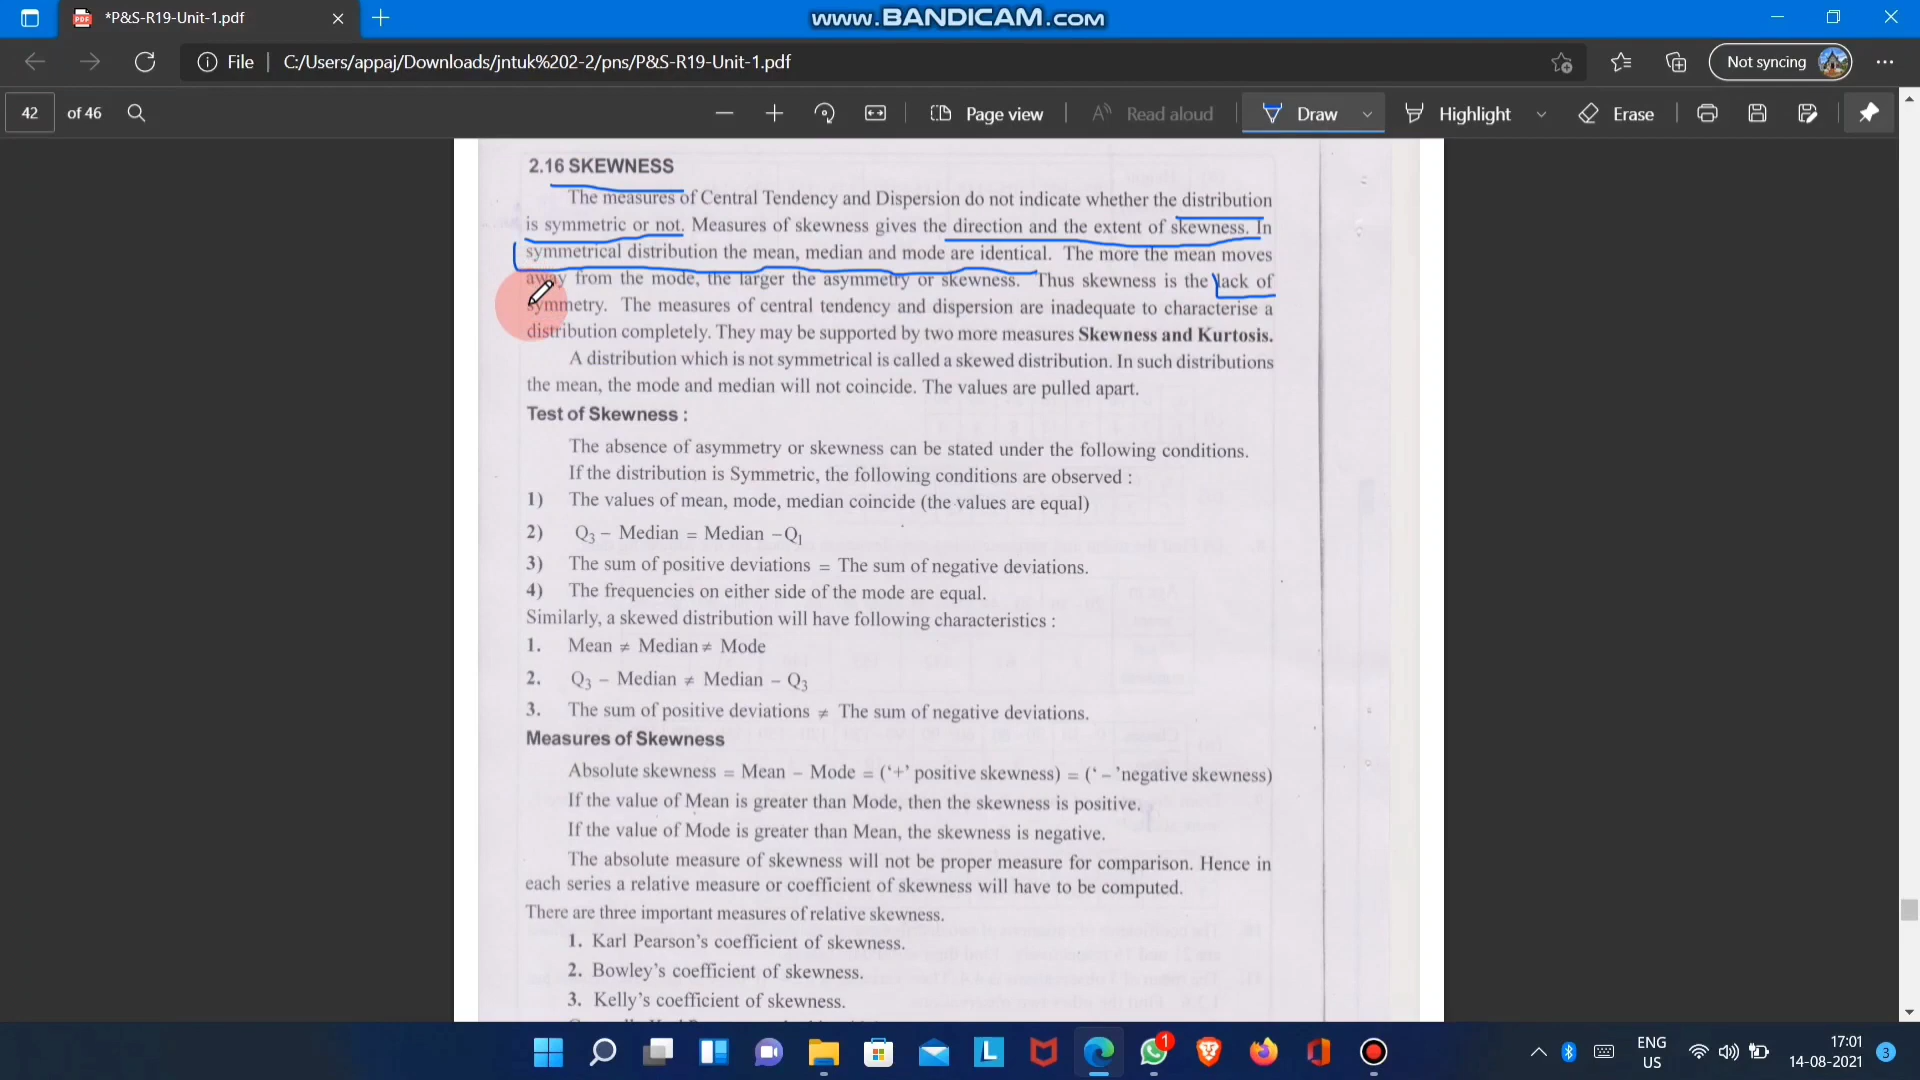 *P&S-R19-Unit-1.pdf
www.BANDICAM.com
File
C:/Users/appaj/Downloads/jntuk%202-2/pns/P&S-R19-Unit-1.pdf
Not syncing
42 of 46
Page view
Read aloud
Draw
Highlight
Erase
2.16 SKEWNESS
The measures of Central Tendency and Dispersion do not indicate whether the distribution
is symmetric or not. Measures of skewness gives the direction and the extent of skewness. In
symmetrical distribution the mean, median and mode are identical. The more the mean moves
away from the mode, the larger the asymmetry or skewness. Thus skewness is the lack of
symmetry. The measures of central tendency and dispersion are inadequate to characterise a
distribution completely. They may be supported by two more measures Skewness and Kurtosis.
A distribution which is not symmetrical is called a skewed distribution. In such distributions
the mean, the mode and median will not coincide. The values are pulled apart.
Test of Skewness :
The absence of asymmetry or skewness can be stated under the following conditions.
If the distribution is Symmetric, the following conditions are observed :
1) The values of mean, mode, median coincide (the values are equal)
2) Q3 − Median = Median − Q1
3) The sum of positive deviations = The sum of negative deviations.
4) The frequencies on either side of the mode are equal.
Similarly, a skewed distribution will have following characteristics :
1. Mean ≠ Median ≠ Mode
2. Q3 − Median ≠ Median − Q3
3. The sum of positive deviations ≠ The sum of negative deviations.
Measures of Skewness
Absolute skewness = Mean − Mode = ('+' positive skewness) = ('−' negative skewness)
If the value of Mean is greater than Mode, then the skewness is positive.
If the value of Mode is greater than Mean, the skewness is negative.
The absolute measure of skewness will not be proper measure for comparison. Hence in
each series a relative measure or coefficient of skewness will have to be computed.
There are three important measures of relative skewness.
1. Karl Pearson's coefficient of skewness.
2. Bowley's coefficient of skewness.
3. Kelly's coefficient of skewness.
ENG
US
17:01
14-08-2021
3
1